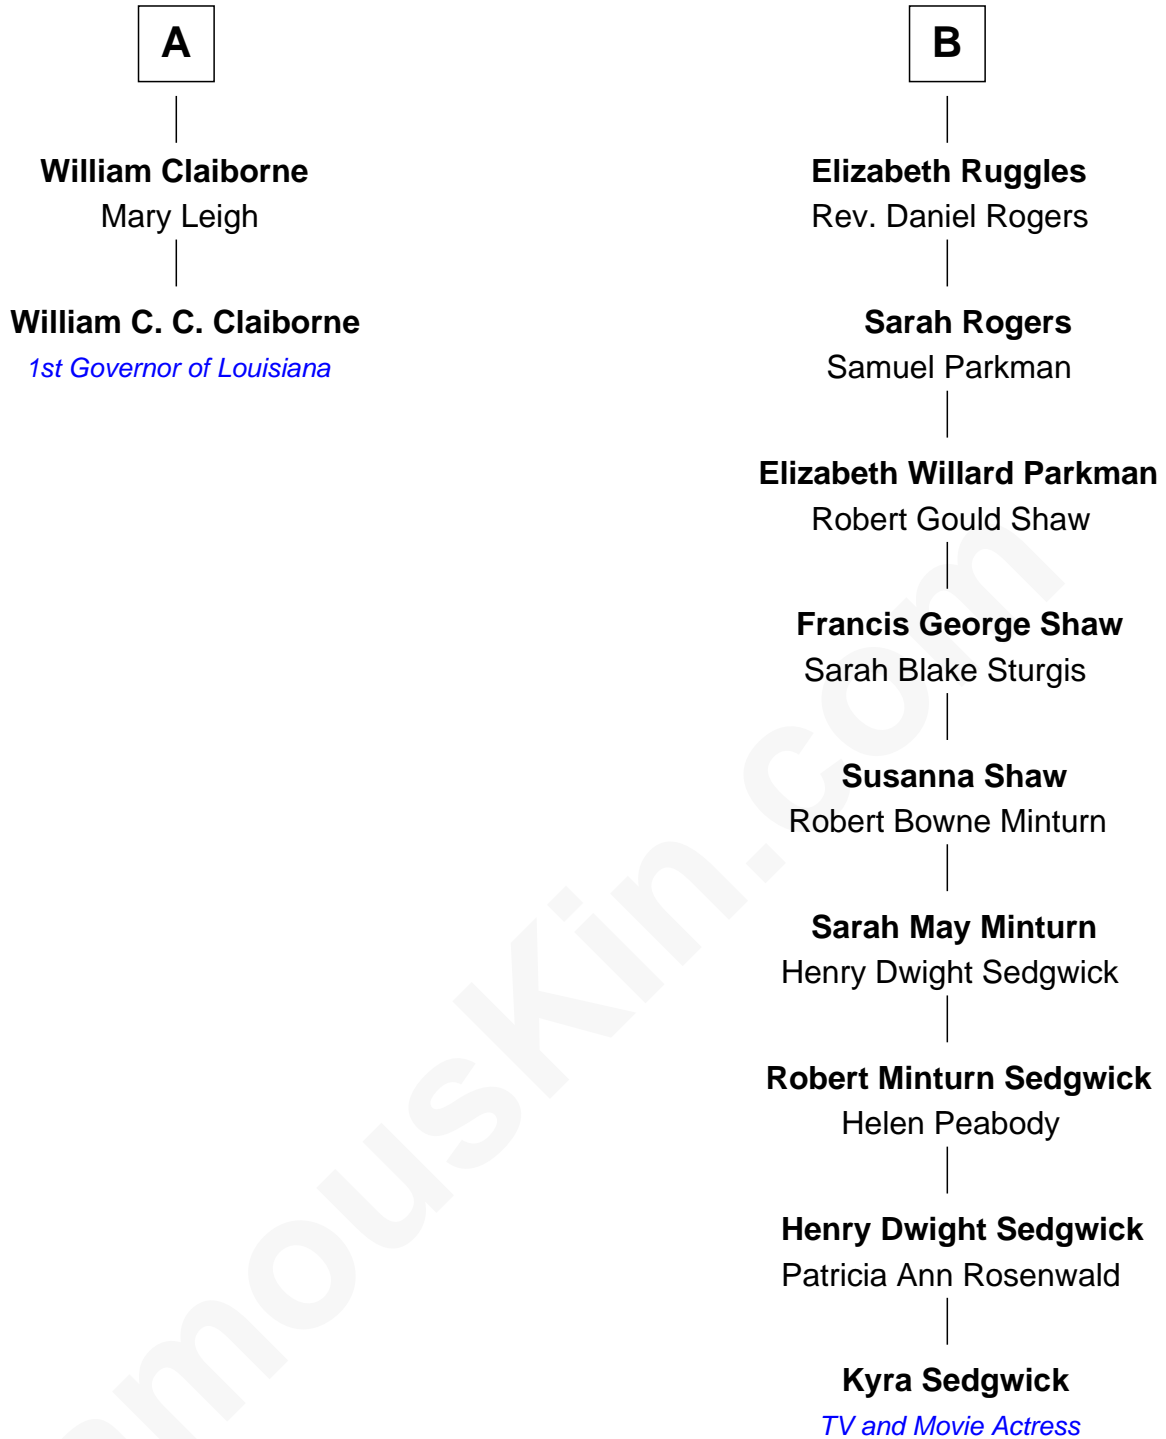 A
William Claiborne
Mary Leigh
William C. C. Claiborne
1st Governor of Louisiana
B
Elizabeth Ruggles
Rev. Daniel Rogers
Sarah Rogers
Samuel Parkman
Elizabeth Willard Parkman
Robert Gould Shaw
Francis George Shaw
Sarah Blake Sturgis
Susanna Shaw
Robert Bowne Minturn
Sarah May Minturn
Henry Dwight Sedgwick
Robert Minturn Sedgwick
Helen Peabody
Henry Dwight Sedgwick
Patricia Ann Rosenwald
Kyra Sedgwick
TV and Movie Actress
amouskin.com